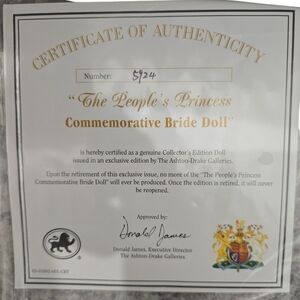 CERTIFICATE OF AUTHENTICITY
Number: 5924
"The People's Princess
Commemorative Bride Doll"
is hereby certified as a genuine Collector's Edition Doll
issued in an exclusive edition by The Ashton-Drake Galleries.
Upon the retirement of this exclusive issue, no more of the "The People's Princess
Commemorative Bride Doll" will ever be produced. Once the edition is retired, it will never
be reopened.
Approved by:
Donald James
Donald James, Executive Director
The Ashton-Drake Galleries